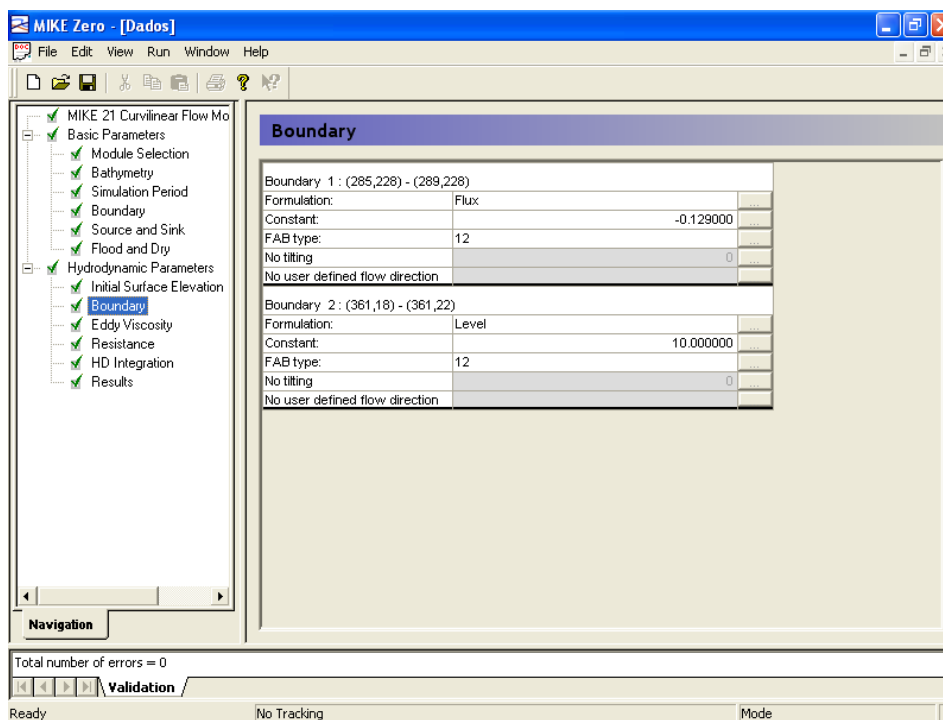 MIKE Zero - [Dados]
File Edit View Run Window Help
MIKE 21 Curvilinear Flow Mo
Basic Parameters
Module Selection
Bathymetry
Simulation Period
Boundary
Source and Sink
Flood and Dry
Hydrodynamic Parameters
Initial Surface Elevation
Boundary
Eddy Viscosity
Resistance
HD Integration
Results
Navigation
Boundary
Boundary 1 : (285,228) - (289,228)
Formulation: Flux ...
Constant: -0.129000 ...
FAB type: 12 ...
No tilting 0 ...
No user defined flow direction
Boundary 2 : (361,18) - (361,22)
Formulation: Level ...
Constant: 10.000000 ...
FAB type: 12 ...
No tilting 0 ...
No user defined flow direction
Total number of errors = 0
Validation
Ready No Tracking Mode